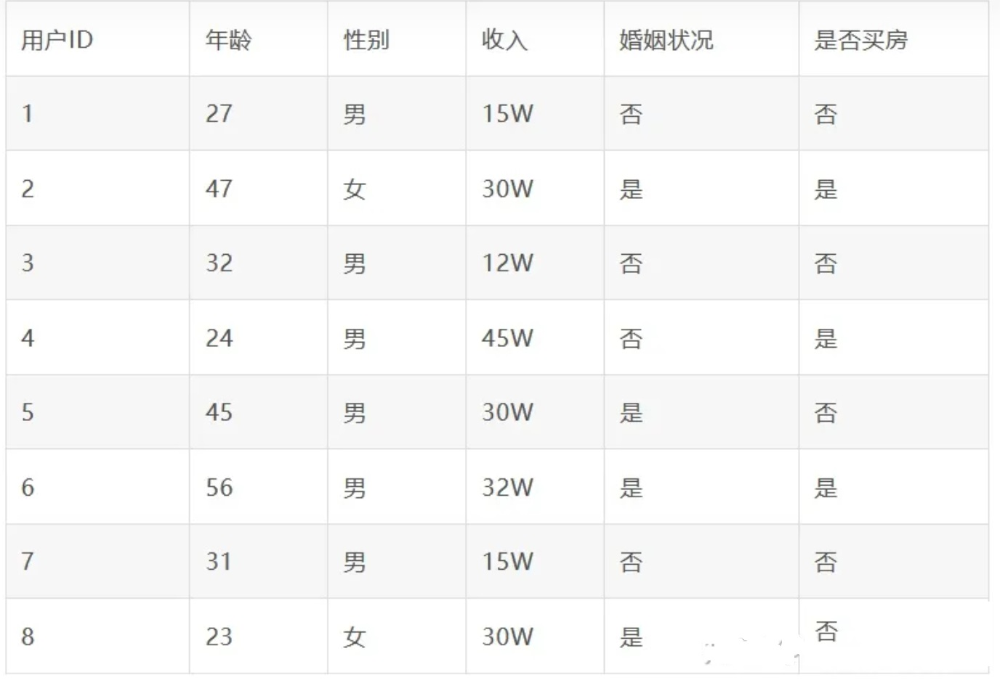 用户ID 年龄 性别 收入 婚姻状况 是否买房
1 27 男 15W 否 否
2 47 女 30W 是 是
3 32 男 12W 否 否
4 24 男 45W 否 是
5 45 男 30W 是 否
6 56 男 32W 是 是
7 31 男 15W 否 否
8 23 女 30W 是 否